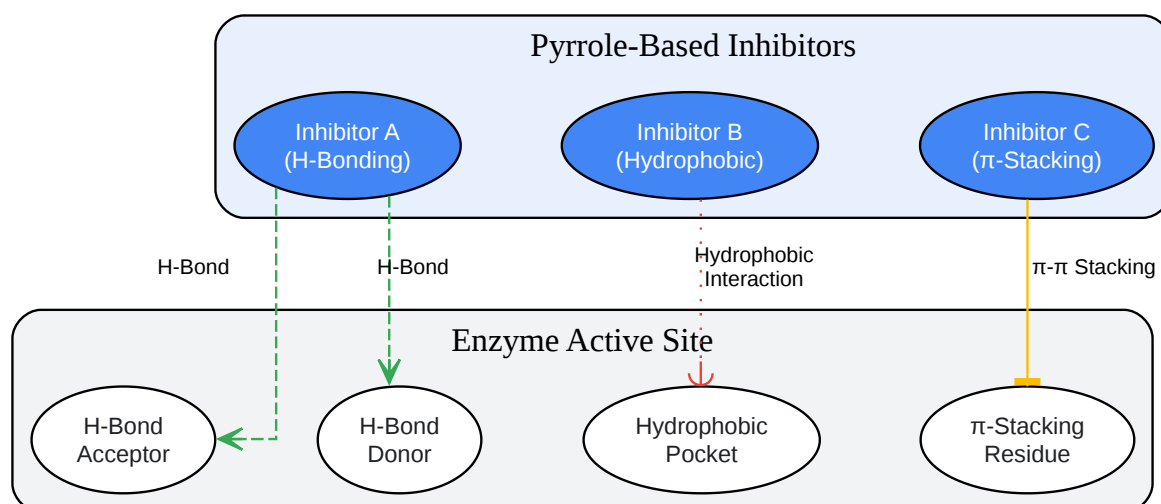 Pyrrole-Based Inhibitors
Inhibitor A
(H-Bonding)
Inhibitor B
(Hydrophobic)
Inhibitor C
(π-Stacking)
H-Bond
H-Bond
Hydrophobic
Interaction
π-π Stacking
Enzyme Active Site
H-Bond
Acceptor
H-Bond
Donor
Hydrophobic
Pocket
π-Stacking
Residue